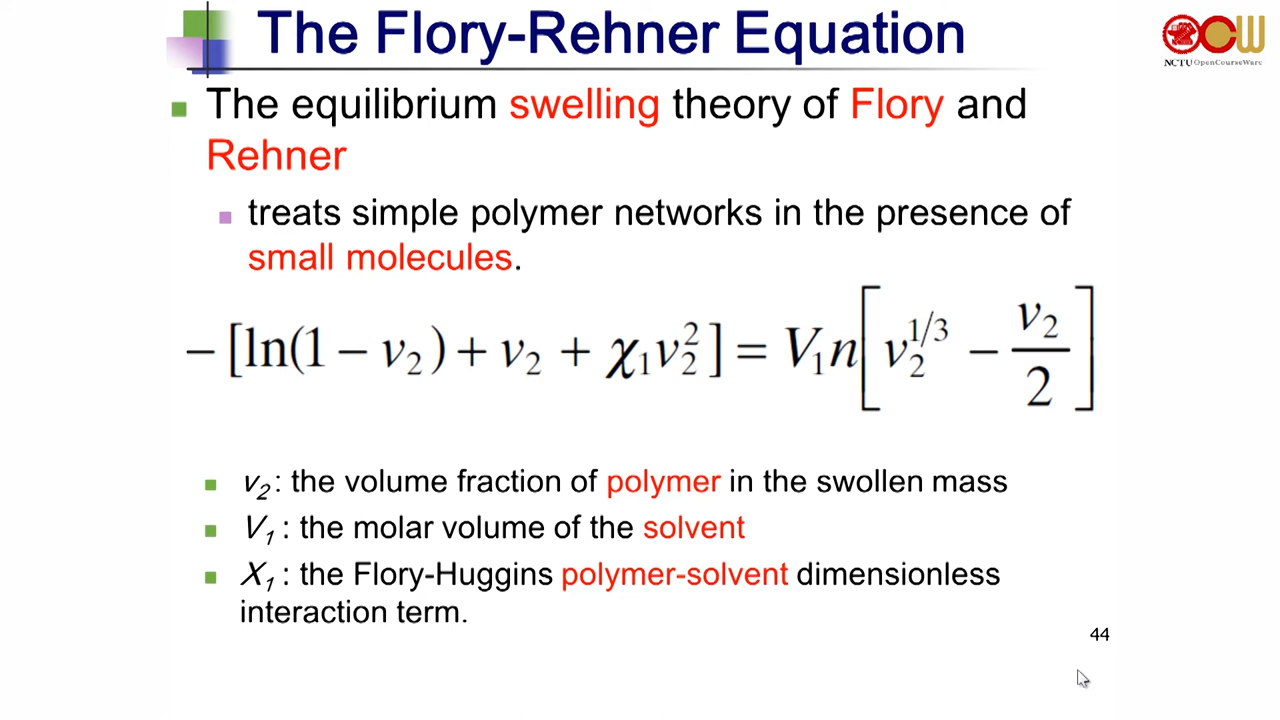 The Flory-Rehner Equation
OCW
NCTU OpenCourseWare
The equilibrium swelling theory of Flory and
Rehner
treats simple polymer networks in the presence of
small molecules.
− [ln(1 − v₂) + v₂ + χ₁v₂²] = V₁n[v₂^1/3 − v₂/2]
v₂ : the volume fraction of polymer in the swollen mass
V₁ : the molar volume of the solvent
X₁ : the Flory-Huggins polymer-solvent dimensionless
interaction term.
44